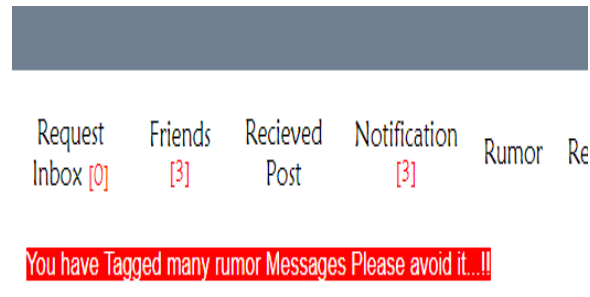 Request Friends Recieved Notification Rumor Re
Inbox [0] [3] Post [3]
You have Tagged many rumor Messages Please avoid it...!!